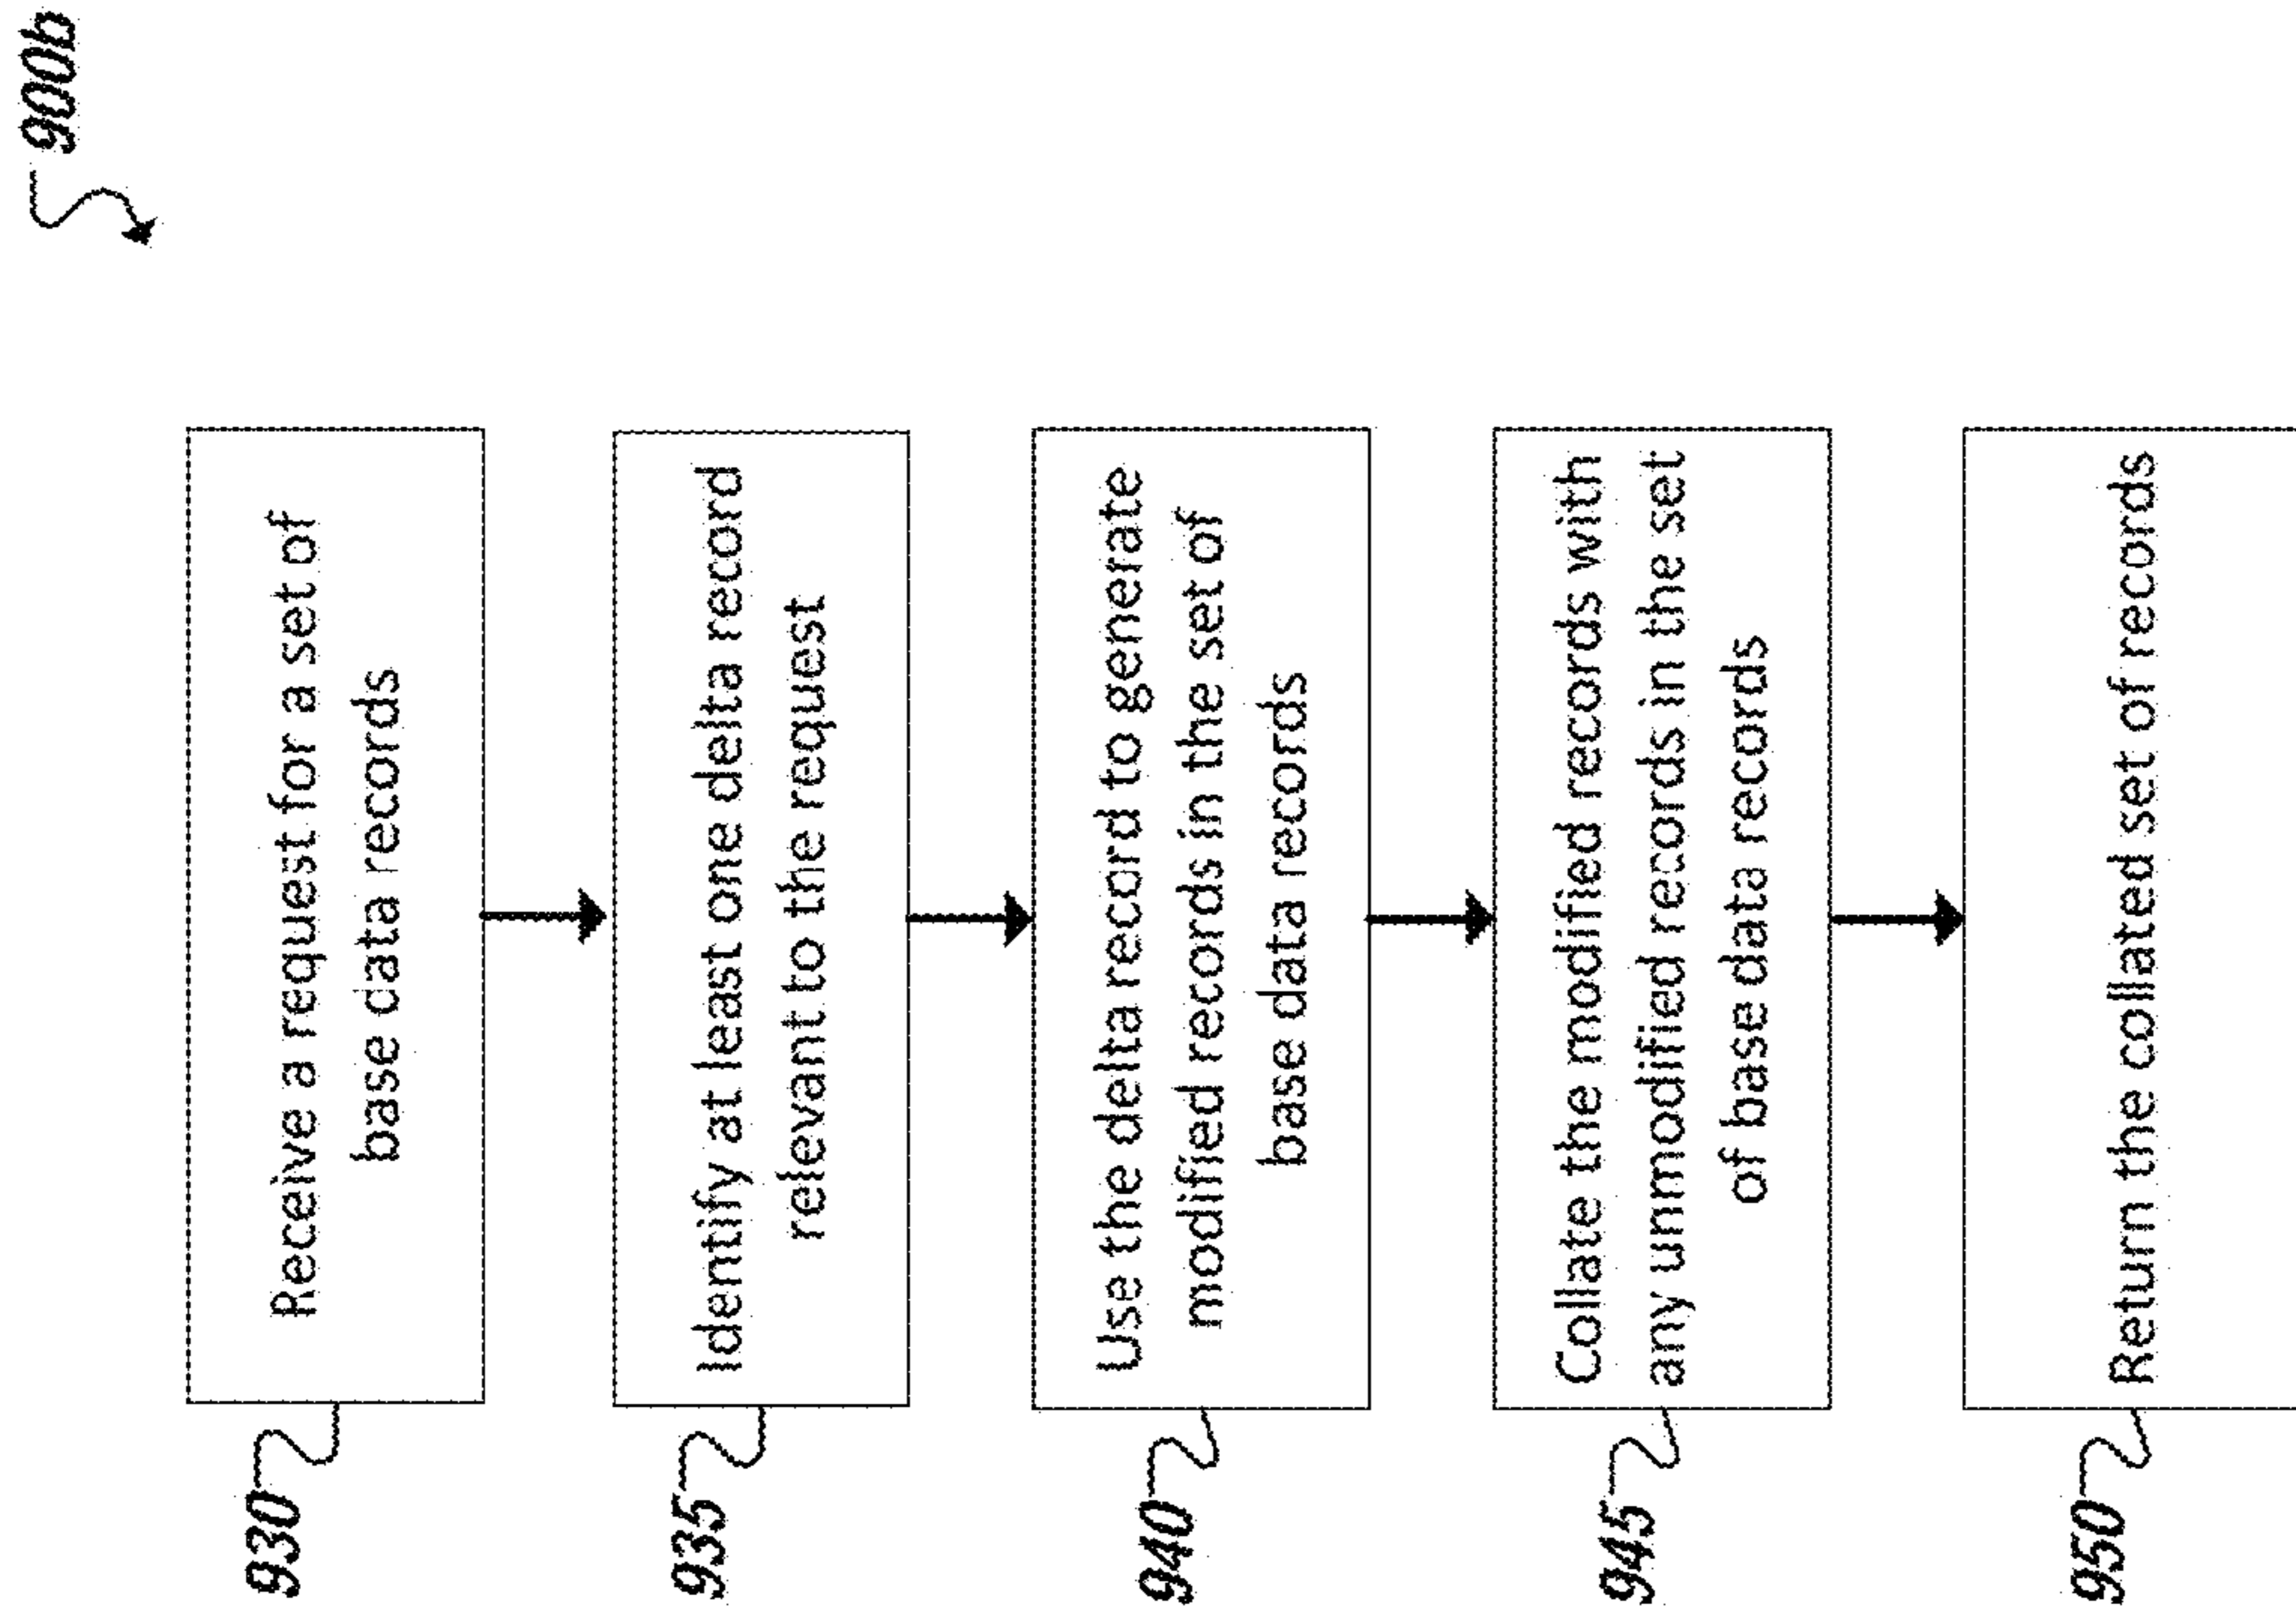 900b
930
Receive a request for a set of
base data records
935
Identify at least one delta record
relevant to the request
940
Use the delta record to generate
modified records in the set of
base data records
945
Collate the modified records with
any unmodified records in the set
of base data records
950
Return the collated set of records